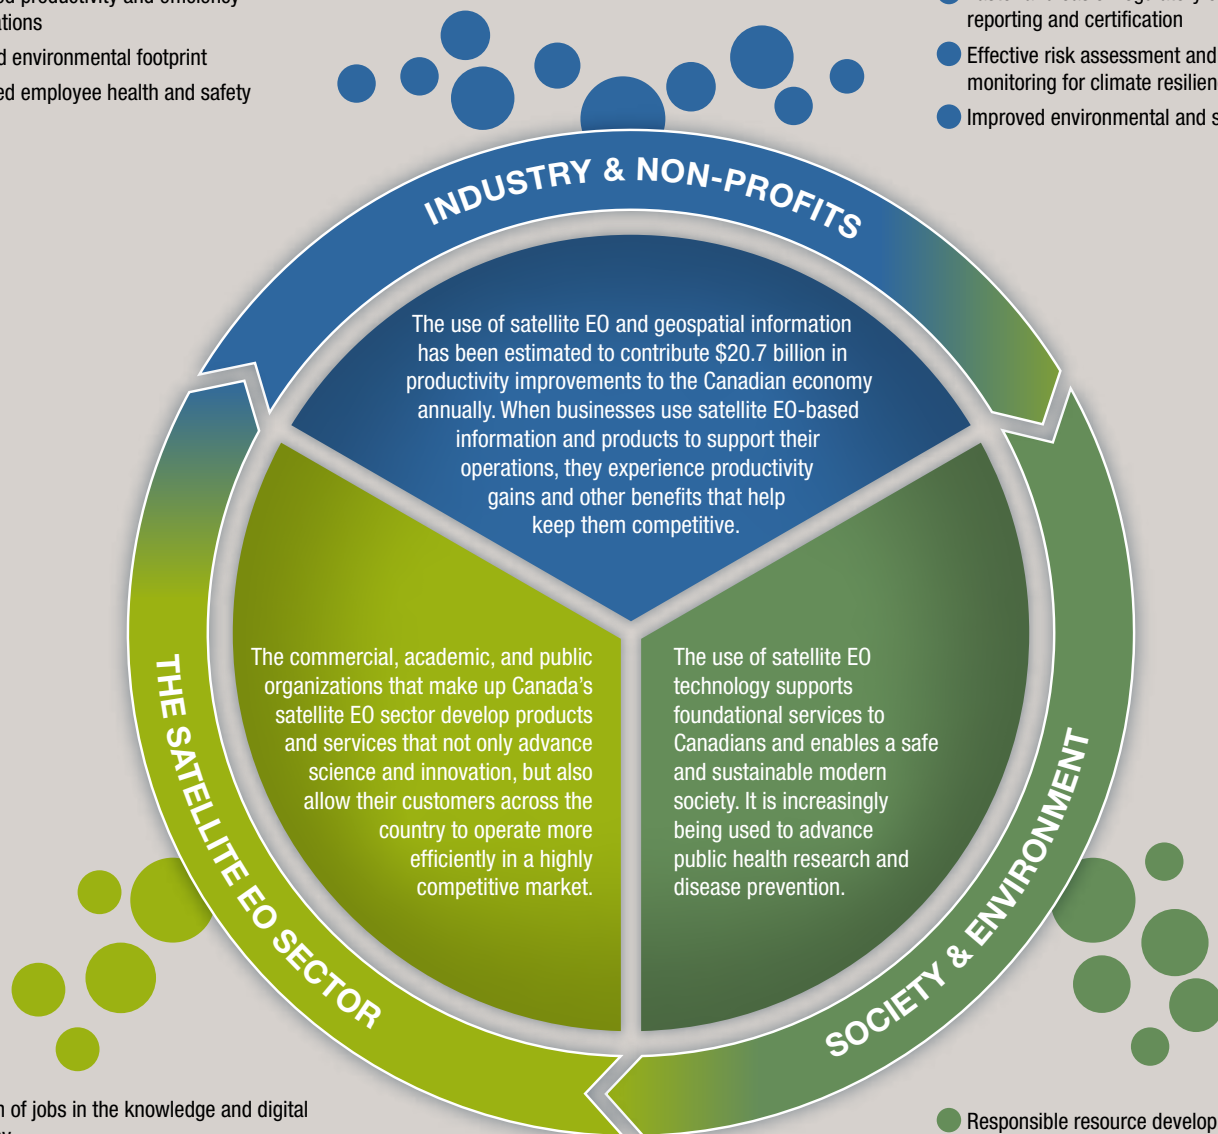 productivity and efficiency
environmental footprint
employee health and safety
reporting and certification
Effective risk assessment and
monitoring for climate
Improved environmental and
INDUSTRY & NON-PROFITS
The use of satellite EO and geospatial information
has been estimated to contribute $20.7 billion in
productivity improvements to the Canadian economy
annually. When businesses use satellite EO-based
information and products to support their
operations, they experience productivity
gains and other benefits that help
keep them competitive.
THE SATELLITE EO SECTOR
The commercial, academic, and public
organizations that make up Canada’s
satellite EO sector develop products
and services that not only advance
science and innovation, but also
allow their customers across the
country to operate more
efficiently in a highly
competitive market.
SOCIETY & ENVIRONMENT
The use of satellite EO
technology supports
foundational services to
Canadians and enables a safe
and sustainable modern
society. It is increasingly
being used to advance
public health research and
disease prevention.
of jobs in the knowledge and digital
Responsible resource